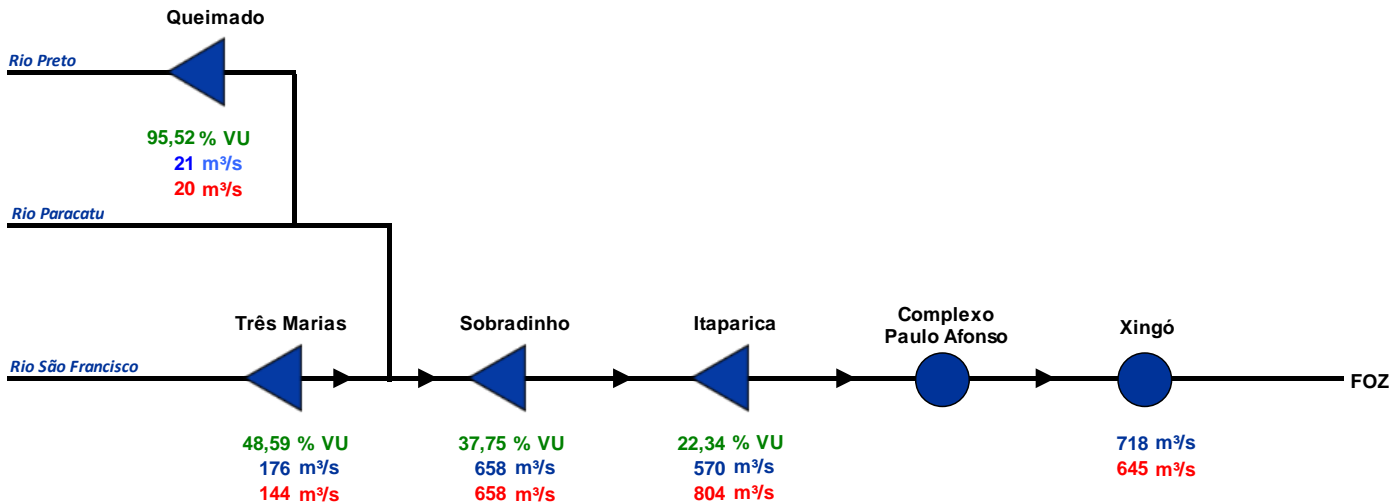 Queimado
Rio Preto
95,52 % VU
21 m³/s
20 m³/s
Rio Paracatu
Três Marias
Sobradinho
Itaparica
Complexo
Paulo Afonso
Xingó
Rio São Francisco
FOZ
48,59 % VU
176 m³/s
144 m³/s
37,75 % VU
658 m³/s
658 m³/s
22,34 % VU
570 m³/s
804 m³/s
718 m³/s
645 m³/s